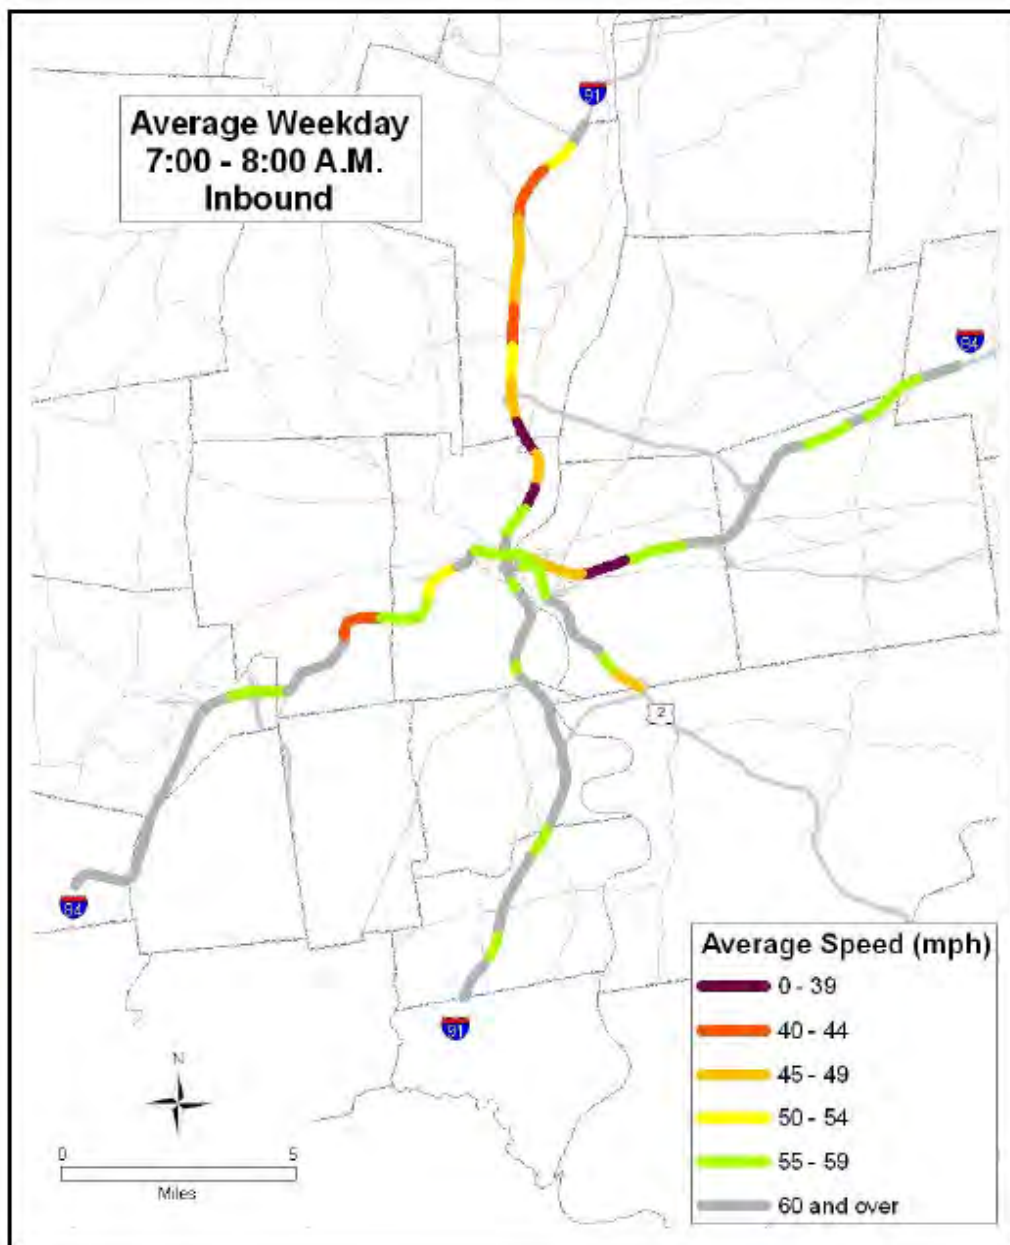 Average Weekday
7:00 - 8:00 A.M.
Inbound
91
84
2
84
91
N
0 5
Miles
Average Speed (mph)
0 - 39
40 - 44
45 - 49
50 - 54
55 - 59
60 and over